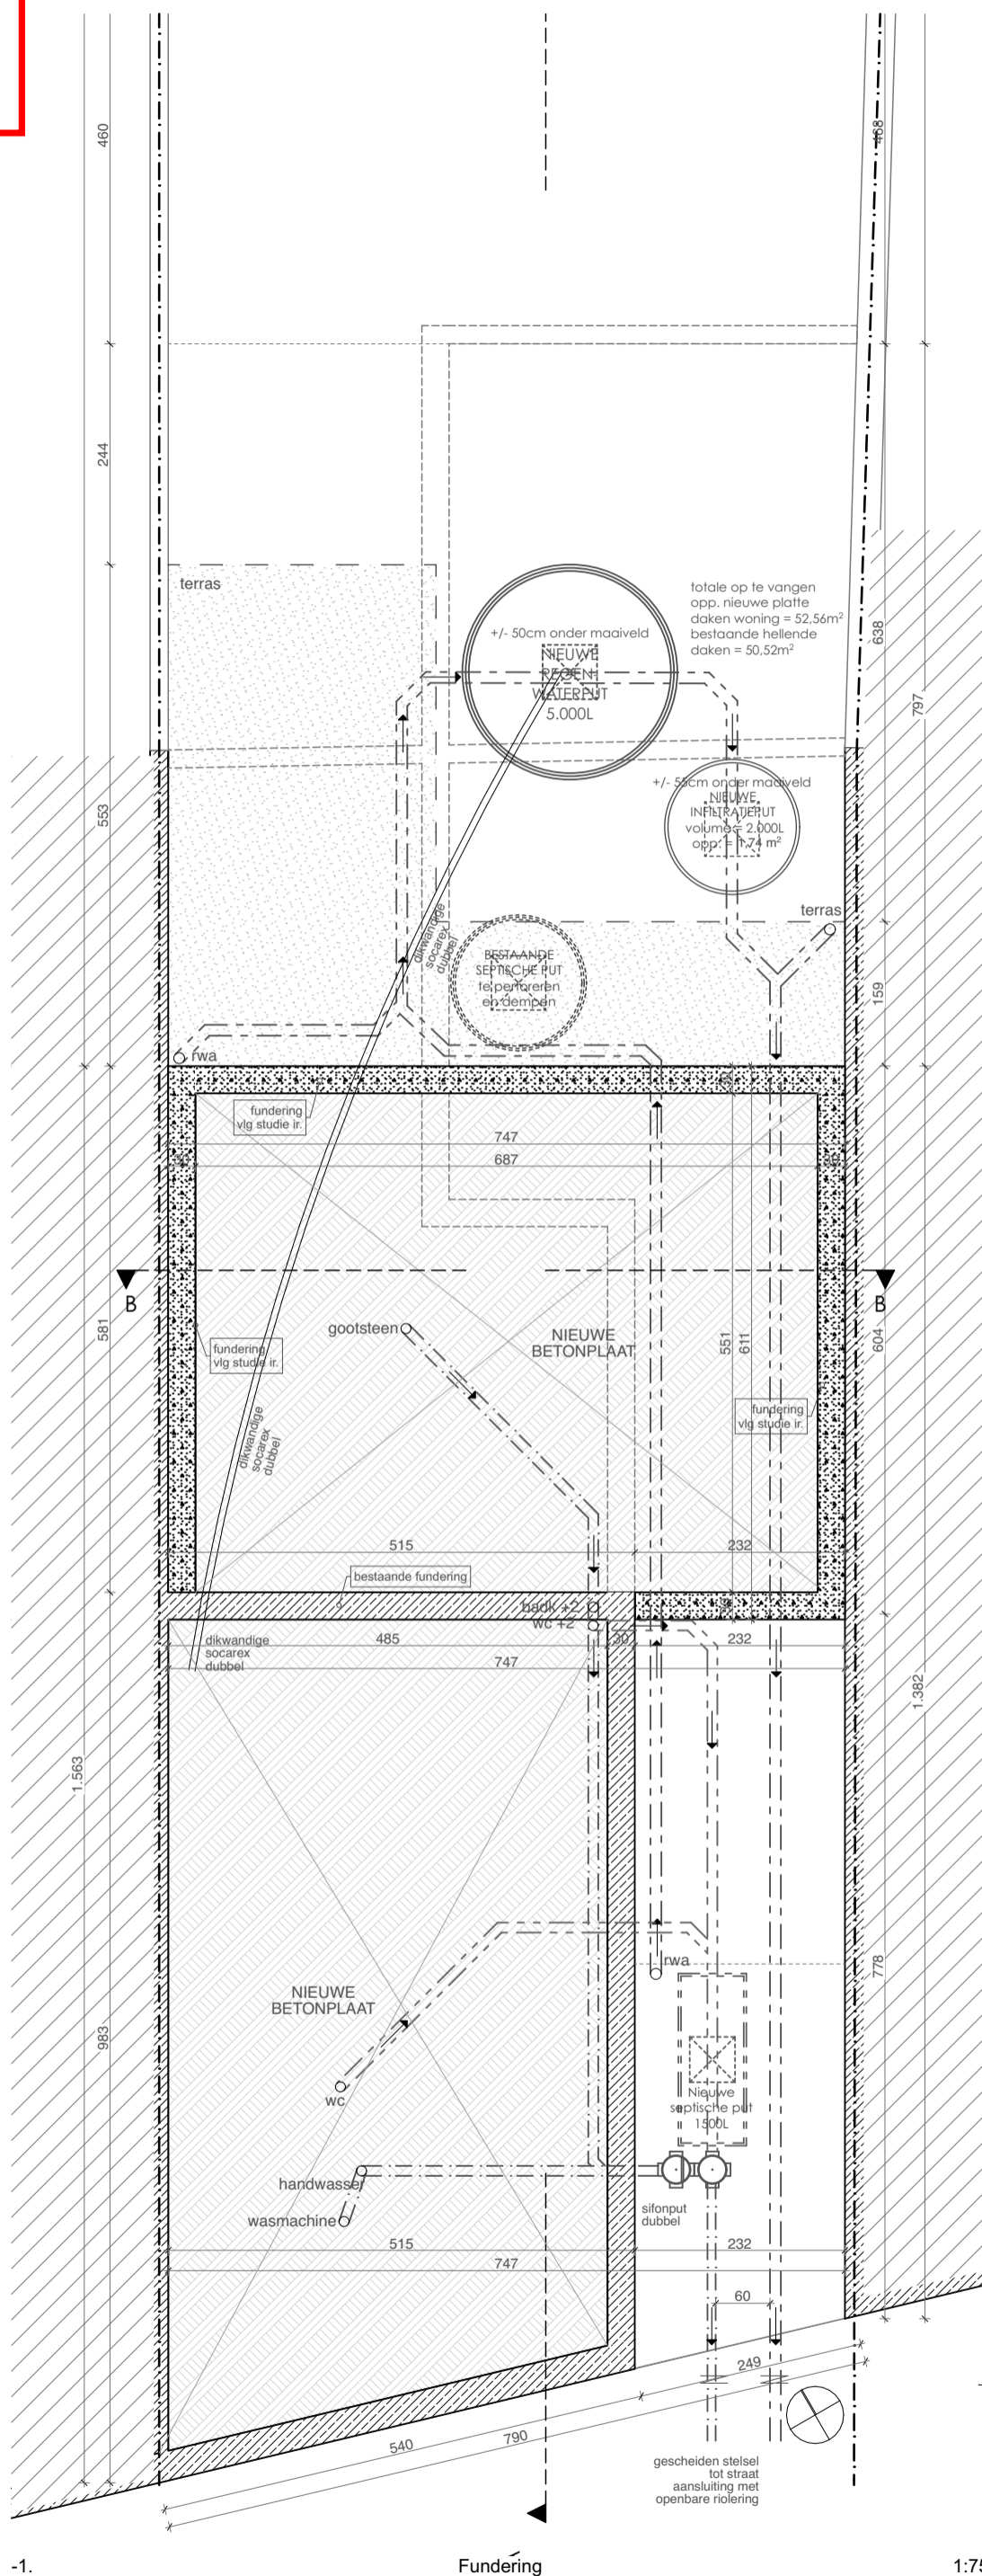 460
468
244
terras
totale op te vangen
opp. nieuwe platte
daken woning = 52,56m²
bestaande hellende
daken = 50,52m²
638
+/- 50cm onder maaiveld
NIEUWE
REGEN-
WATERPUT
5.000L
797
553
+/- 55cm onder maaiveld
NIEUWE
INFILTRATIEPUT
volume = 2.000L
opp. = 1,74 m²
terras
dikwandige
socarex
dubbel
BESTAANDE
SEPTISCHE PUT
te perforeren
en dempen
159
rwa
fundering
vlg studie ir.
747
687
B
B
581
gootsteen
NIEUWE
BETONPLAAT
551
611
604
fundering
vlg studie ir.
fundering
vlg studie ir.
dikwandige
socarex
dubbel
515
232
bestaande fundering
badk +2
wc +2
dikwandige
socarex
dubbel
485
30
232
747
1.382
1.563
rwa
778
NIEUWE
BETONPLAAT
983
wc
Nieuwe
septische put
1500L
handwasser
wasmachine
sifonput
dubbel
515
232
747
60
249
540
790
gescheiden stelsel
tot straat
aansluiting met
openbare riolering
-1.
Fundering
1:75